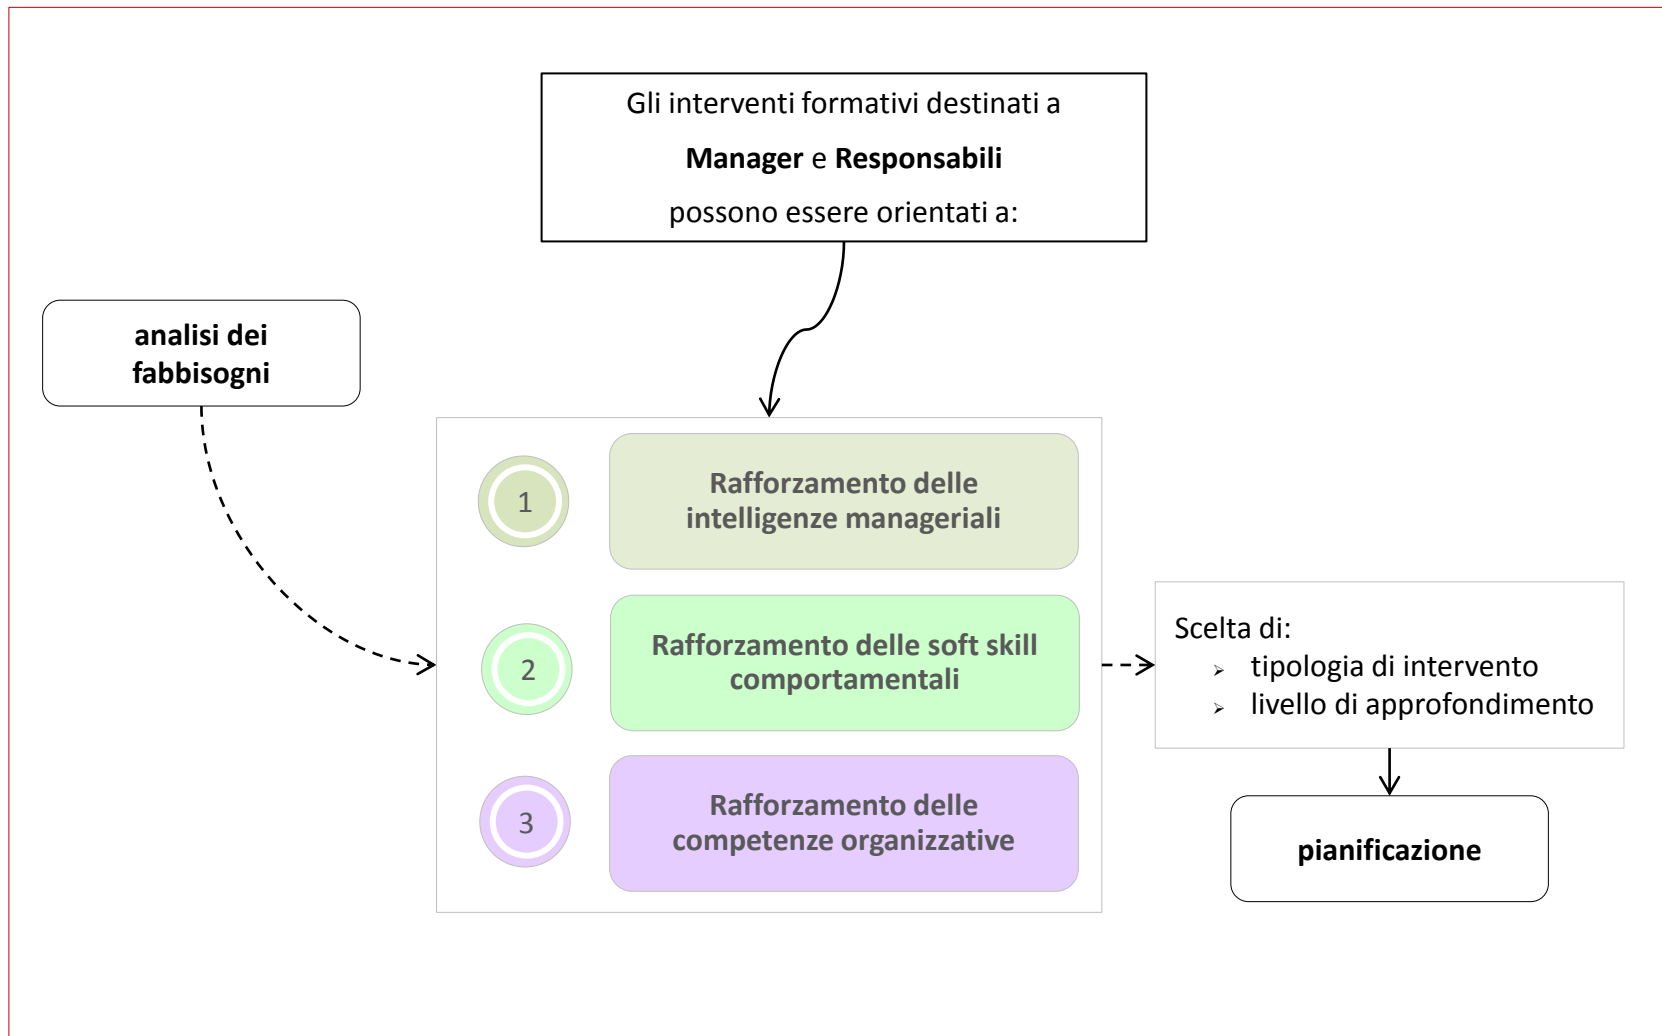 Gli interventi formativi destinati a
Manager e Responsabili
possono essere orientati a:
analisi dei
fabbisogni
1
Rafforzamento delle
intelligenze manageriali
2
Rafforzamento delle soft skill
comportamentali
3
Rafforzamento delle
competenze organizzative
Scelta di:
tipologia di intervento
livello di approfondimento
pianificazione